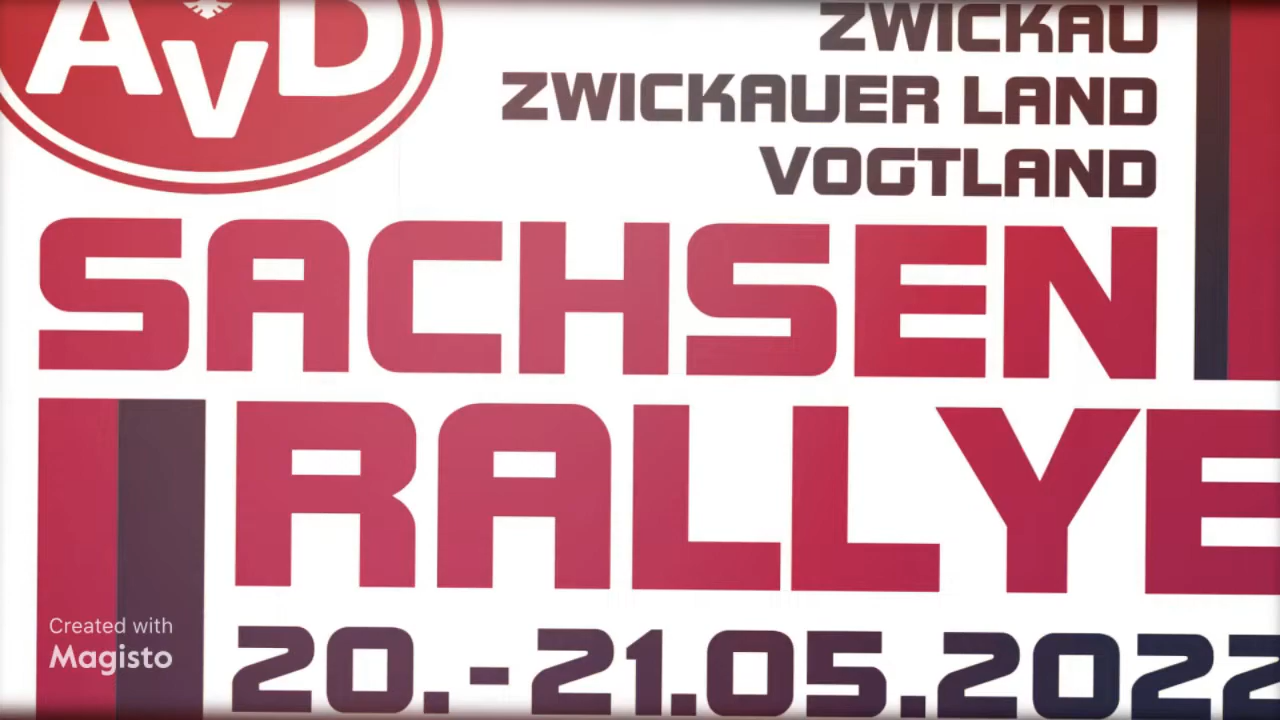 AvD
ZWICKAU
ZWICKAUER LAND
VOGTLAND
SACHSEN
RALLYE
20.-21.05.2022
Created with
Magisto